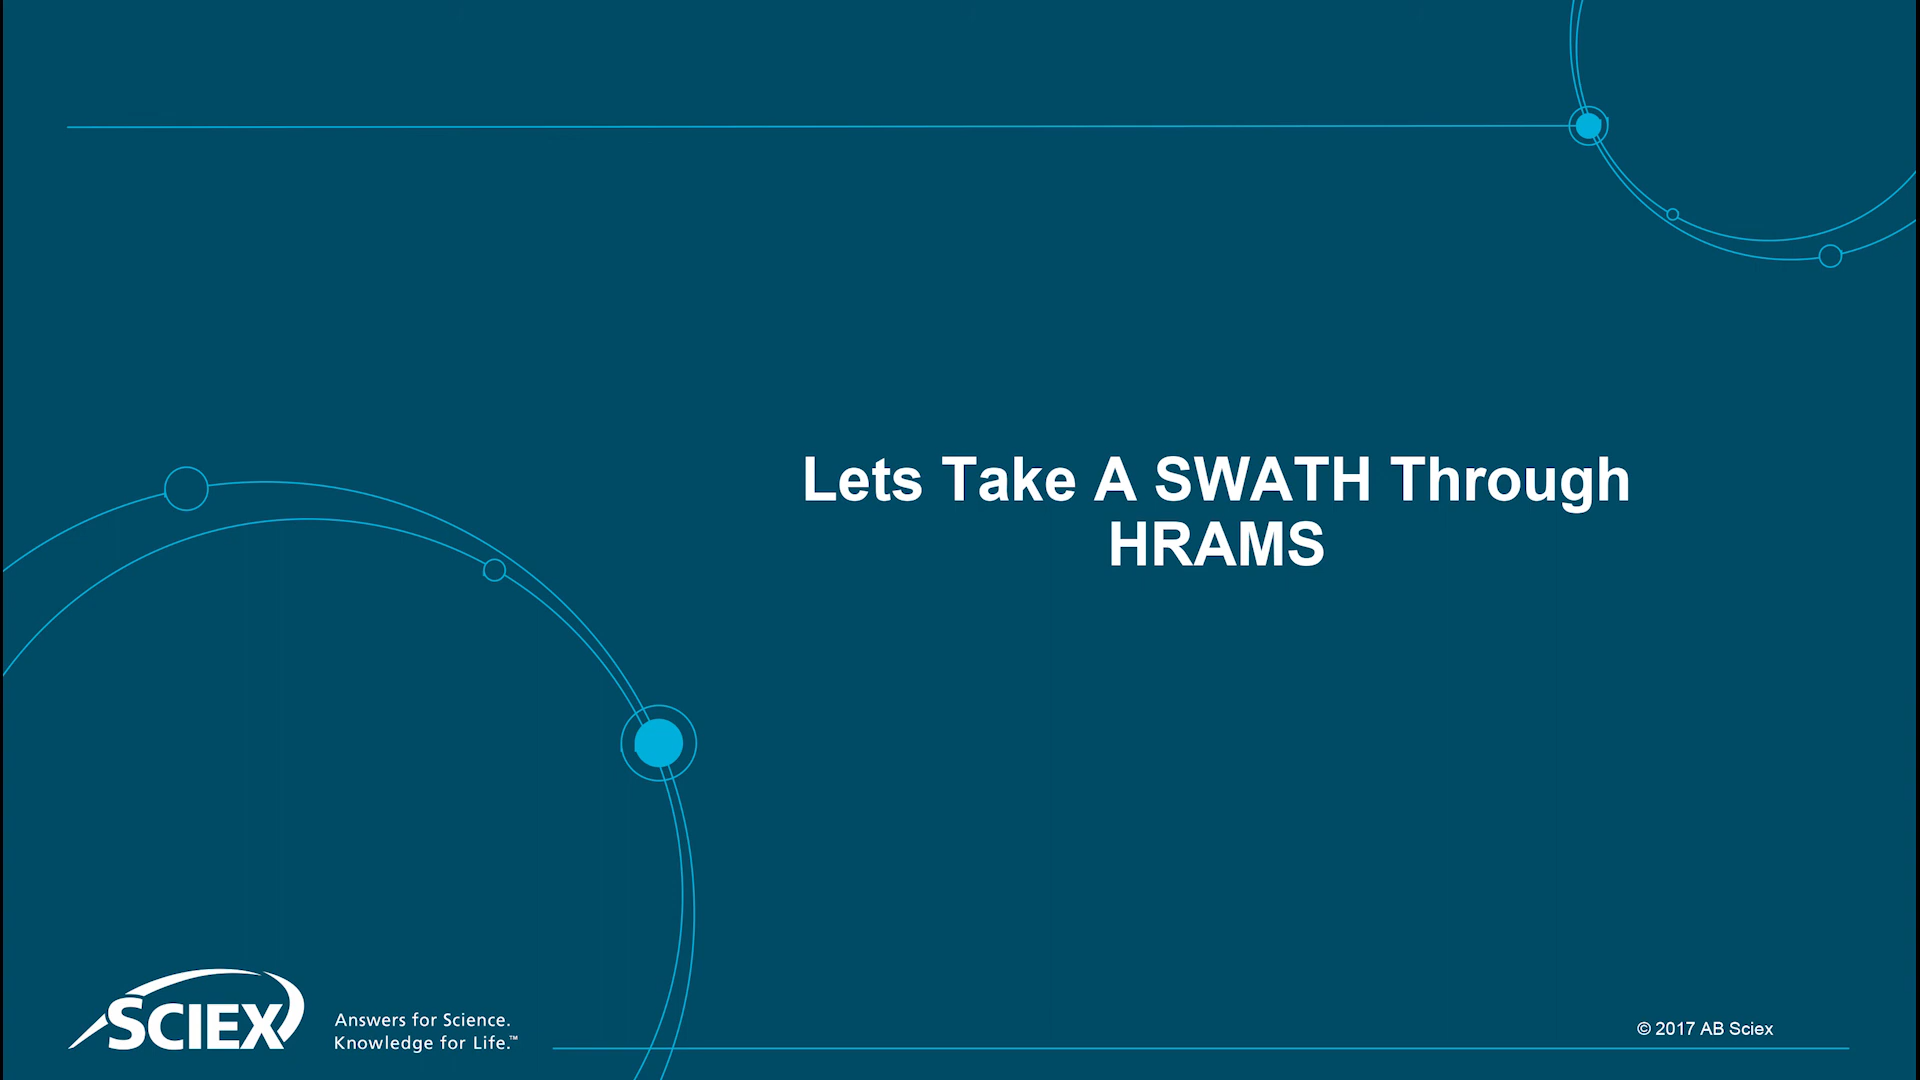 Lets Take A SWATH Through
HRAMS
SCIEX
Answers for Science.
Knowledge for Life.™
© 2017 AB Sciex